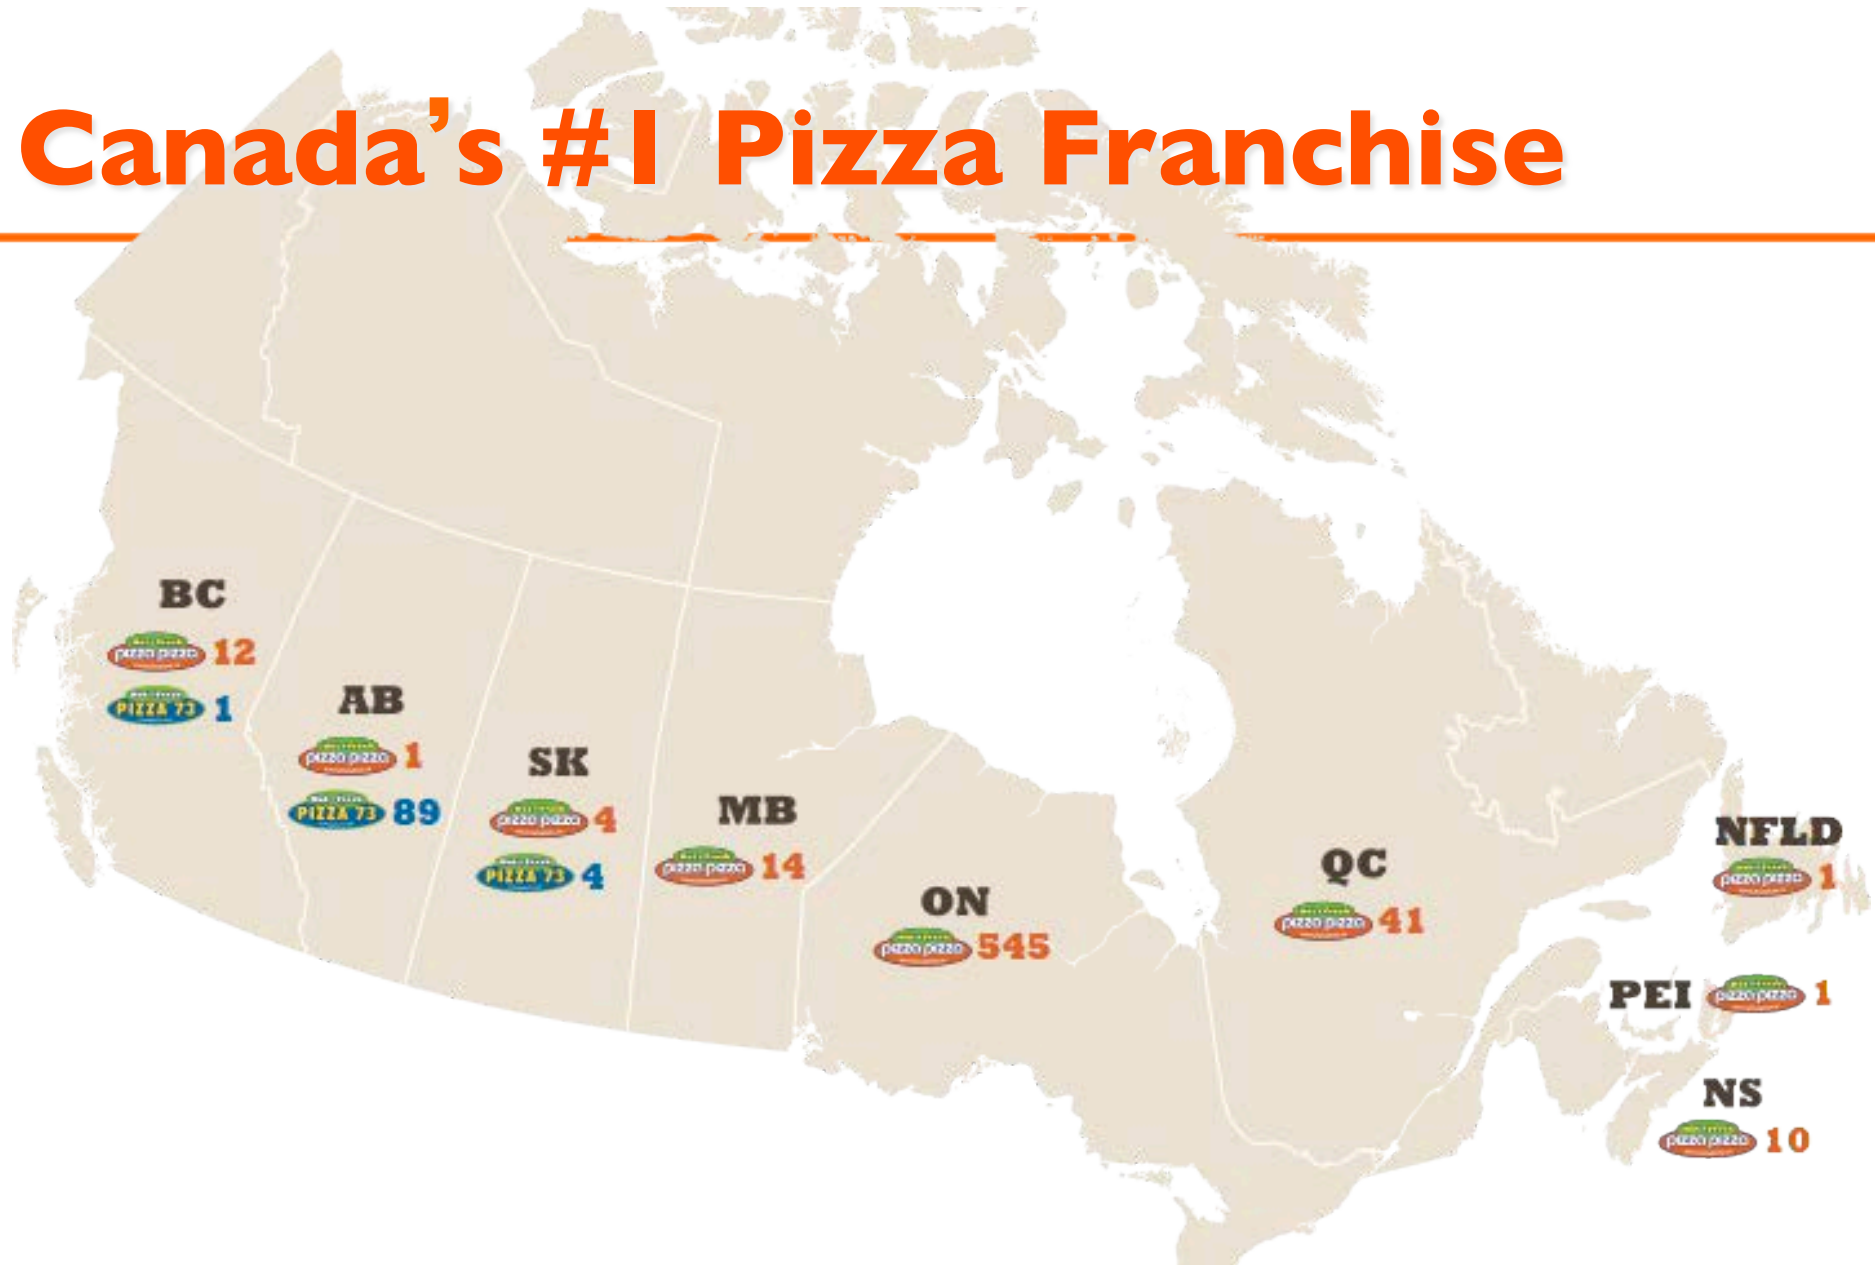 Canada’s #1 Pizza Franchise
BC
pizza pizza 12
PIZZA 73 1
AB
pizza pizza 1
PIZZA 73 89
SK
pizza pizza 4
PIZZA 73 4
MB
pizza pizza 14
ON
pizza pizza 545
QC
pizza pizza 41
NFLD
pizza pizza 1
PEI pizza pizza 1
NS
pizza pizza 10